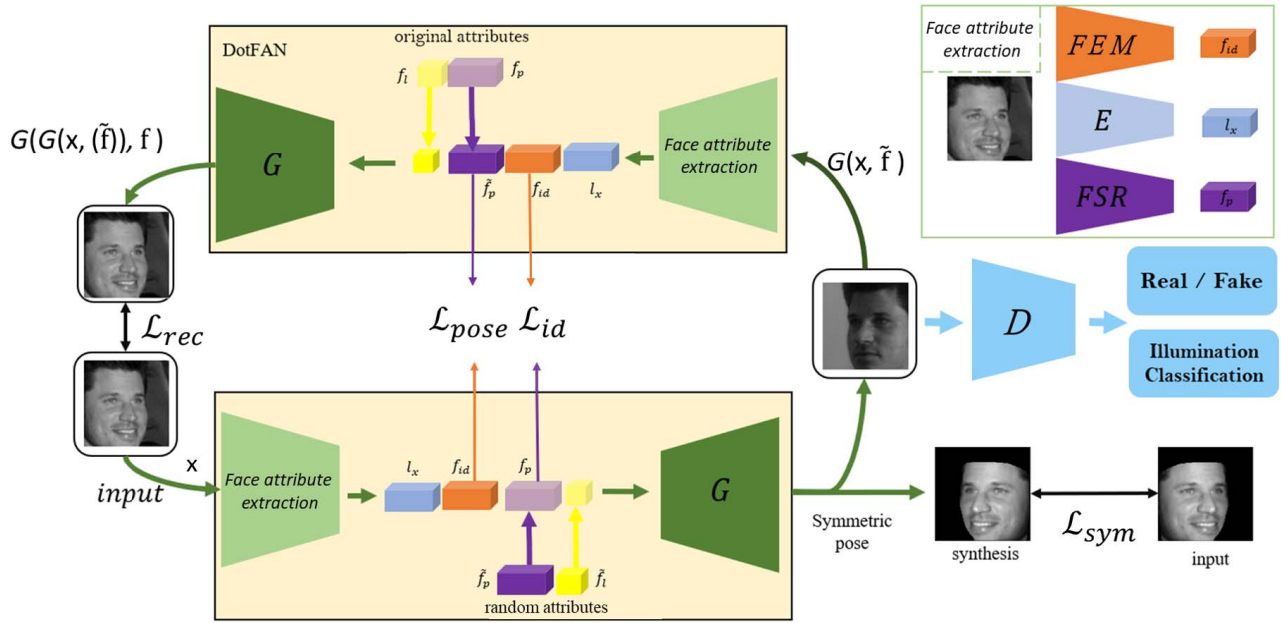 DotFAN
original attributes
f_l
f_p
G
f̃_p
f_id
l_x
Face attribute
extraction
G(G(x, (f̃)), f )
G(x, f̃ )
Face attribute
extraction
FEM
f_id
E
l_x
FSR
f_p
ℒ_rec
ℒ_pose ℒ_id
D
Real / Fake
Illumination
Classification
x
input
Face attribute
extraction
l_x
f_id
f_p
G
f̃_p
f̃_l
random attributes
Symmetric
pose
synthesis
ℒ_sym
input